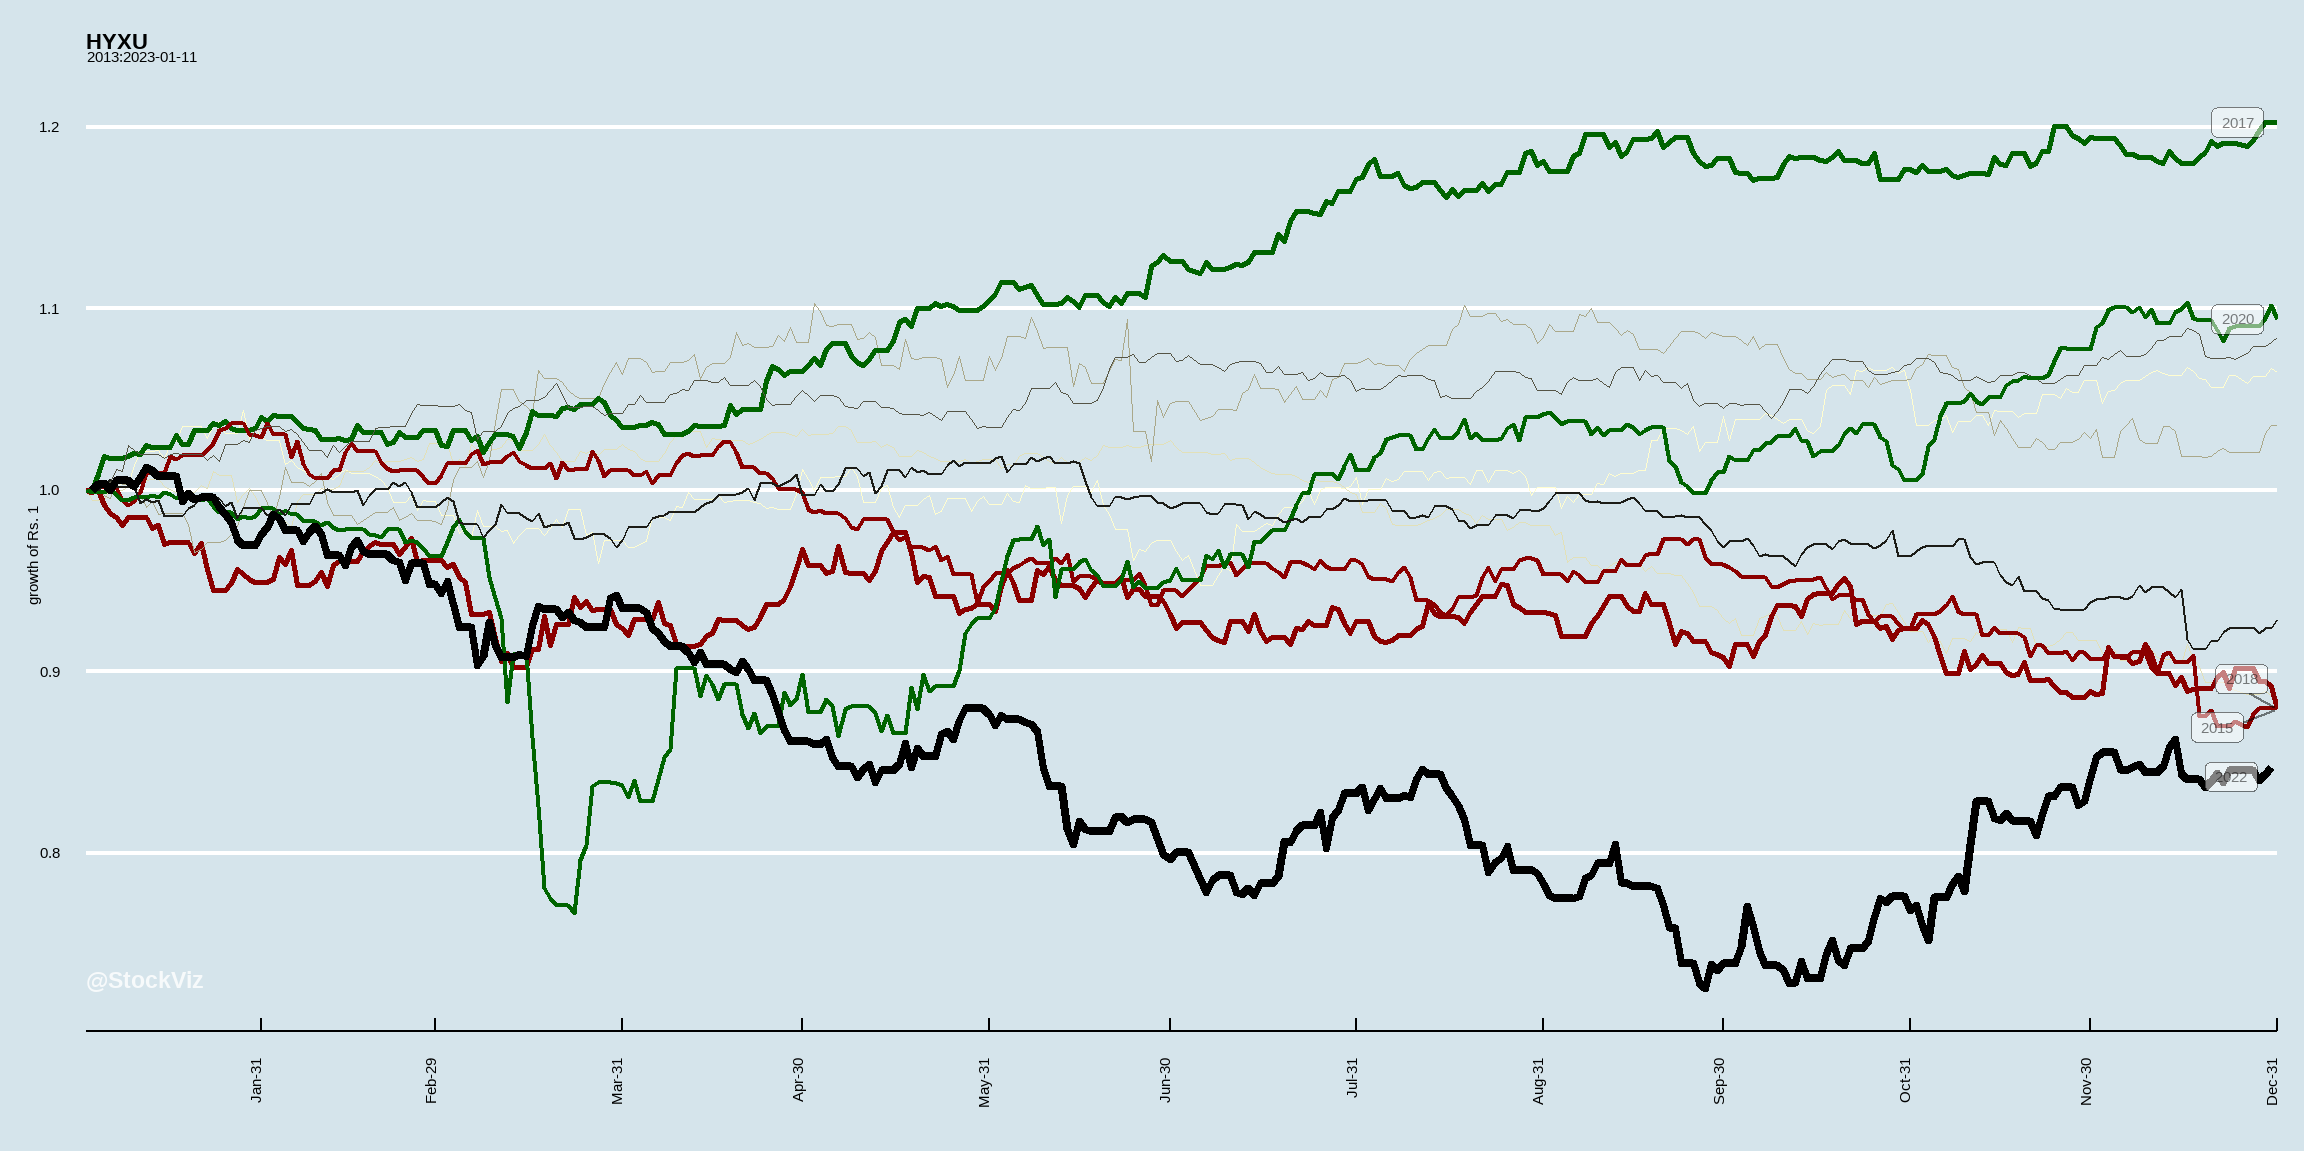 HYXU
2013:2023-01-11
1.2
1.1
1.0
0.9
0.8
growth of Rs. 1
2017
2020
2018
2015
2022
@StockViz
Jan-31
Feb-29
Mar-31
Apr-30
May-31
Jun-30
Jul-31
Aug-31
Sep-30
Oct-31
Nov-30
Dec-31